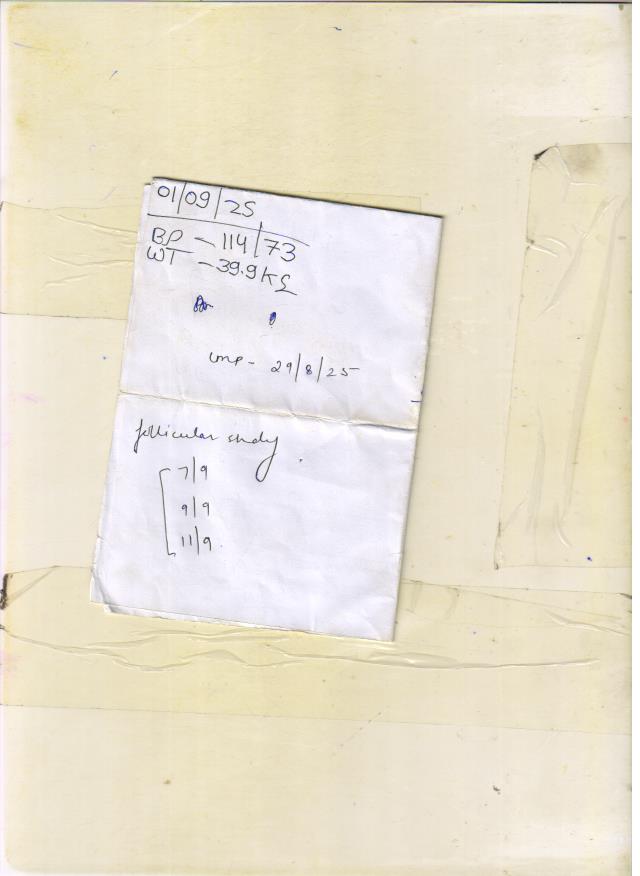 01/09/25
BP - 114/73
WT - 39.9 KG
LMP - 29/8/25
follicular study
7/9
9/9
11/9